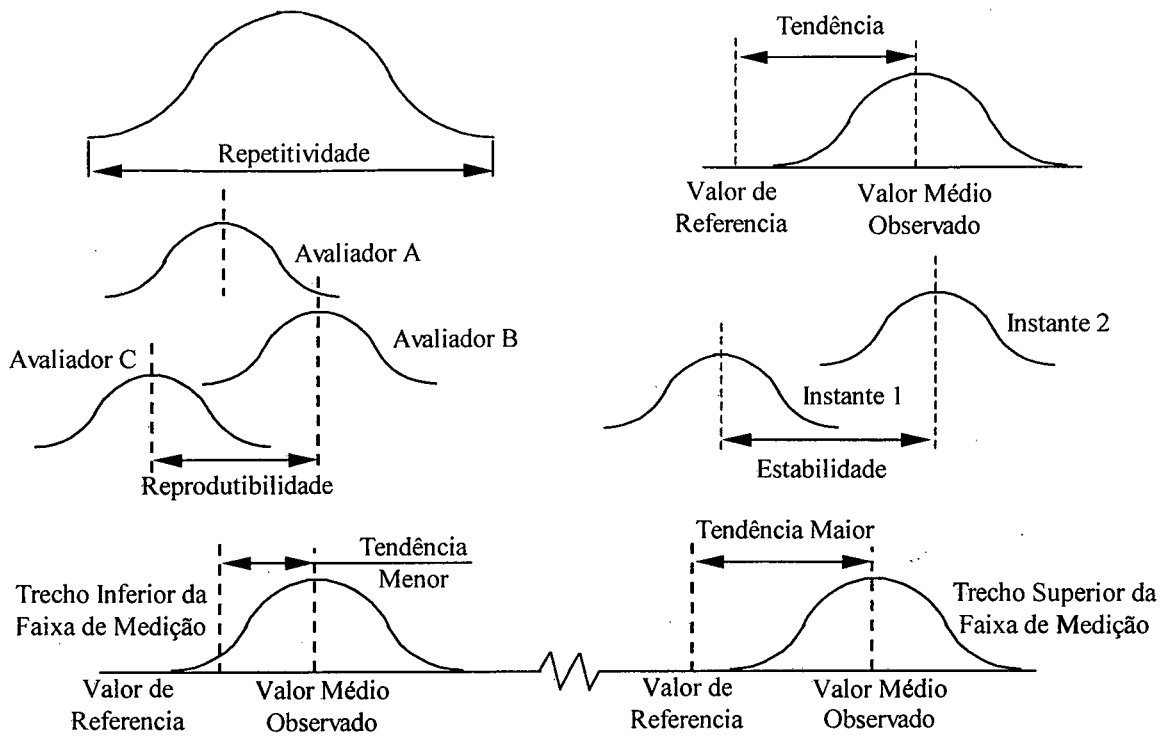 Repetitividade
Tendência
Valor de
Referencia
Valor Médio
Observado
Avaliador A
Avaliador B
Avaliador C
Reprodutibilidade
Instante 2
Instante 1
Estabilidade
Tendência
Menor
Trecho Inferior da
Faixa de Medição
Valor de
Referencia
Valor Médio
Observado
Tendência Maior
Trecho Superior da
Faixa de Medição
Valor de
Referencia
Valor Médio
Observado